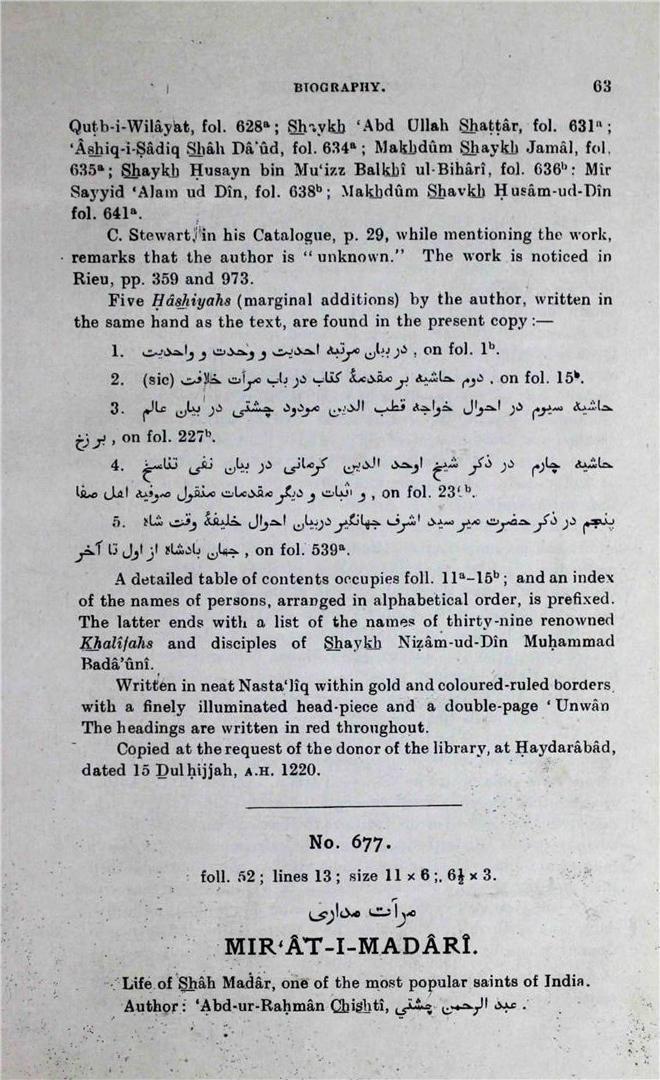 BIOGRAPHY. 63
Quṭb-i-Wilâyat, fol. 628ᵃ; Shaykh ‘Abd Ullah Shaṭṭâr, fol. 631ᵃ;
‘Âshiq-i-Ṣâdiq Shâh Dâ’ûd, fol. 634ᵃ; Makhdûm Shaykh Jamâl, fol.
635ᵃ; Shaykh Ḥusayn bin Mu‘izz Balkhî ul-Bihârî, fol. 636ᵇ: Mîr
Sayyid ‘Alam ud Dîn, fol. 638ᵇ; Makhdûm Shaykh Ḥusâm-ud-Dîn
fol. 641ᵃ.
C. Stewart, in his Catalogue, p. 29, while mentioning the work,
remarks that the author is “unknown.” The work is noticed in
Rieu, pp. 359 and 973.
Five Ḥâshiyahs (marginal additions) by the author, written in
the same hand as the text, are found in the present copy:—
1. در بیان مرتبه احدیت و وحدت و واحدیت , on fol. 1ᵇ.
2. (sic) دوم حاشیه بر مقدمهٔ کتاب در باب مرآت خلافت , on fol. 15ᵇ.
3. حاشیه سیوم در احوال خواجه قطب الدین مودود چشتی در بیان عالم
برزخ , on fol. 227ᵇ.
4. حاشیه چارم در ذکر شیخ اوحد الدین کرمانی در بیان نفی تناسخ
و اثبات و دیگر مقدمات منقول صوفیه اهل صفا , on fol. 23 ᵇ.
5. پنجم در ذکر حضرت میر سید اشرف جهانگیر دربیان احوال خلیفهٔ وقت شاه
جهان بادشاه از اول تا آخر , on fol. 539ᵃ.
A detailed table of contents occupies foll. 11ᵃ–15ᵇ; and an index
of the names of persons, arranged in alphabetical order, is prefixed.
The latter ends with a list of the names of thirty-nine renowned
Khalîfahs and disciples of Shaykh Niẓâm-ud-Dîn Muḥammad
Badâ’ûnî.
Written in neat Nasta‘lîq within gold and coloured-ruled borders,
with a finely illuminated head-piece and a double-page ‘Unwân
The headings are written in red throughout.
Copied at the request of the donor of the library, at Ḥaydarâbâd,
dated 15 Dulḥijjah, A.H. 1220.
No. 677.
foll. 52; lines 13; size 11 × 6; 6½ × 3.
مرآت مداری
MIR‘ÂT-I-MADÂRÎ.
Life of Shâh Madâr, one of the most popular saints of India.
Author: ‘Abd-ur-Raḥmân Chishtî, عبد الرحمن چشتی .